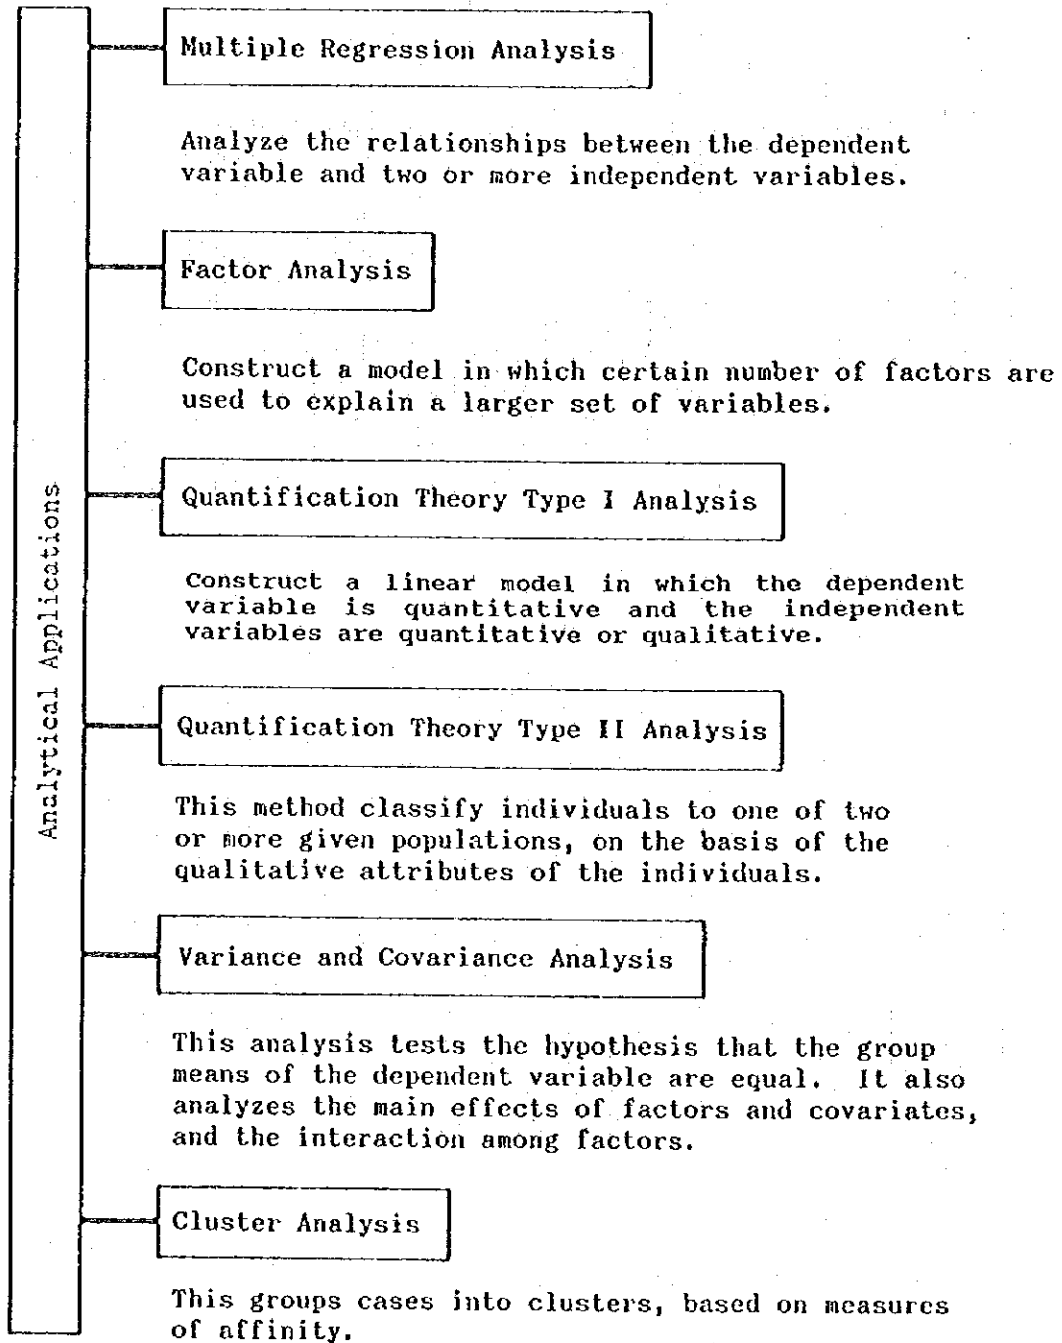 Analytical Applications
Multiple Regression Analysis
Analyze the relationships between the dependent
variable and two or more independent variables.
Factor Analysis
Construct a model in which certain number of factors are
used to explain a larger set of variables.
Quantification Theory Type I Analysis
Construct a linear model in which the dependent
variable is quantitative and the independent
variables are quantitative or qualitative.
Quantification Theory Type II Analysis
This method classify individuals to one of two
or more given populations, on the basis of the
qualitative attributes of the individuals.
Variance and Covariance Analysis
This analysis tests the hypothesis that the group
means of the dependent variable are equal. It also
analyzes the main effects of factors and covariates,
and the interaction among factors.
Cluster Analysis
This groups cases into clusters, based on measures
of affinity.